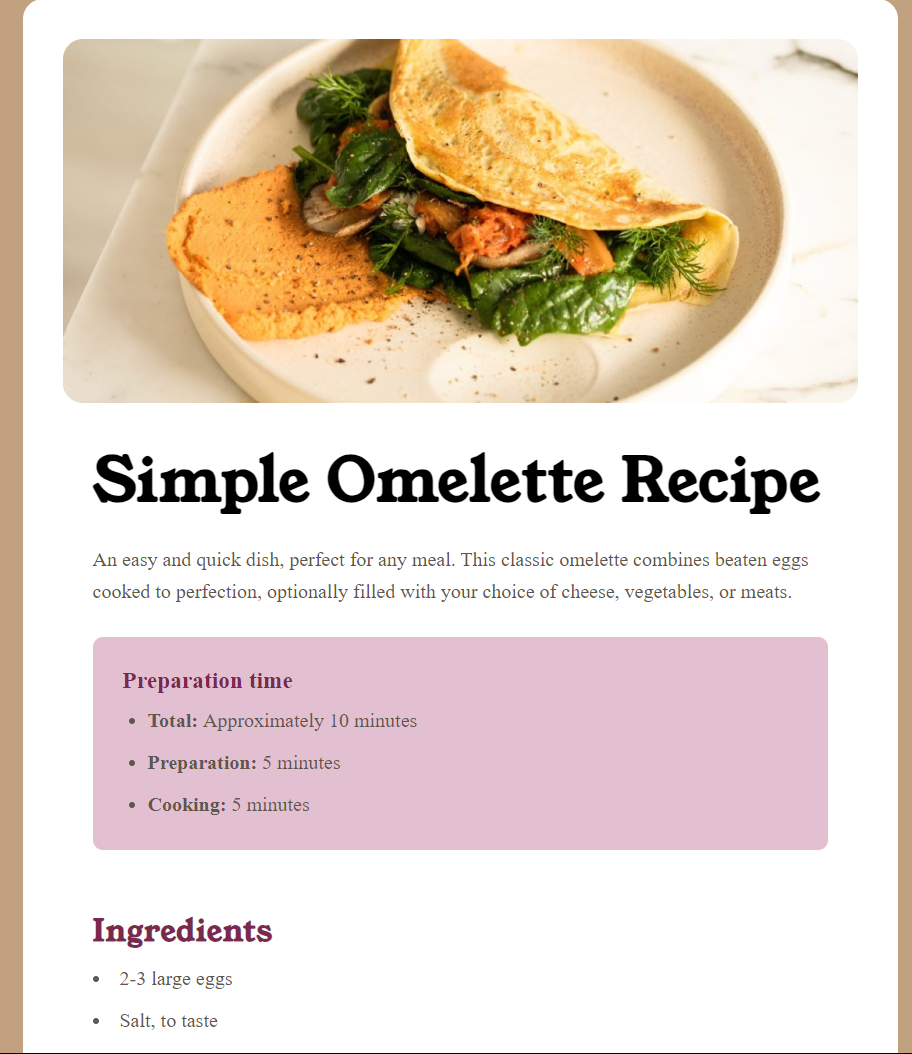 Simple Omelette Recipe
An easy and quick dish, perfect for any meal. This classic omelette combines beaten eggs
cooked to perfection, optionally filled with your choice of cheese, vegetables, or meats.
Preparation time
• Total: Approximately 10 minutes
• Preparation: 5 minutes
• Cooking: 5 minutes
Ingredients
• 2-3 large eggs
• Salt, to taste